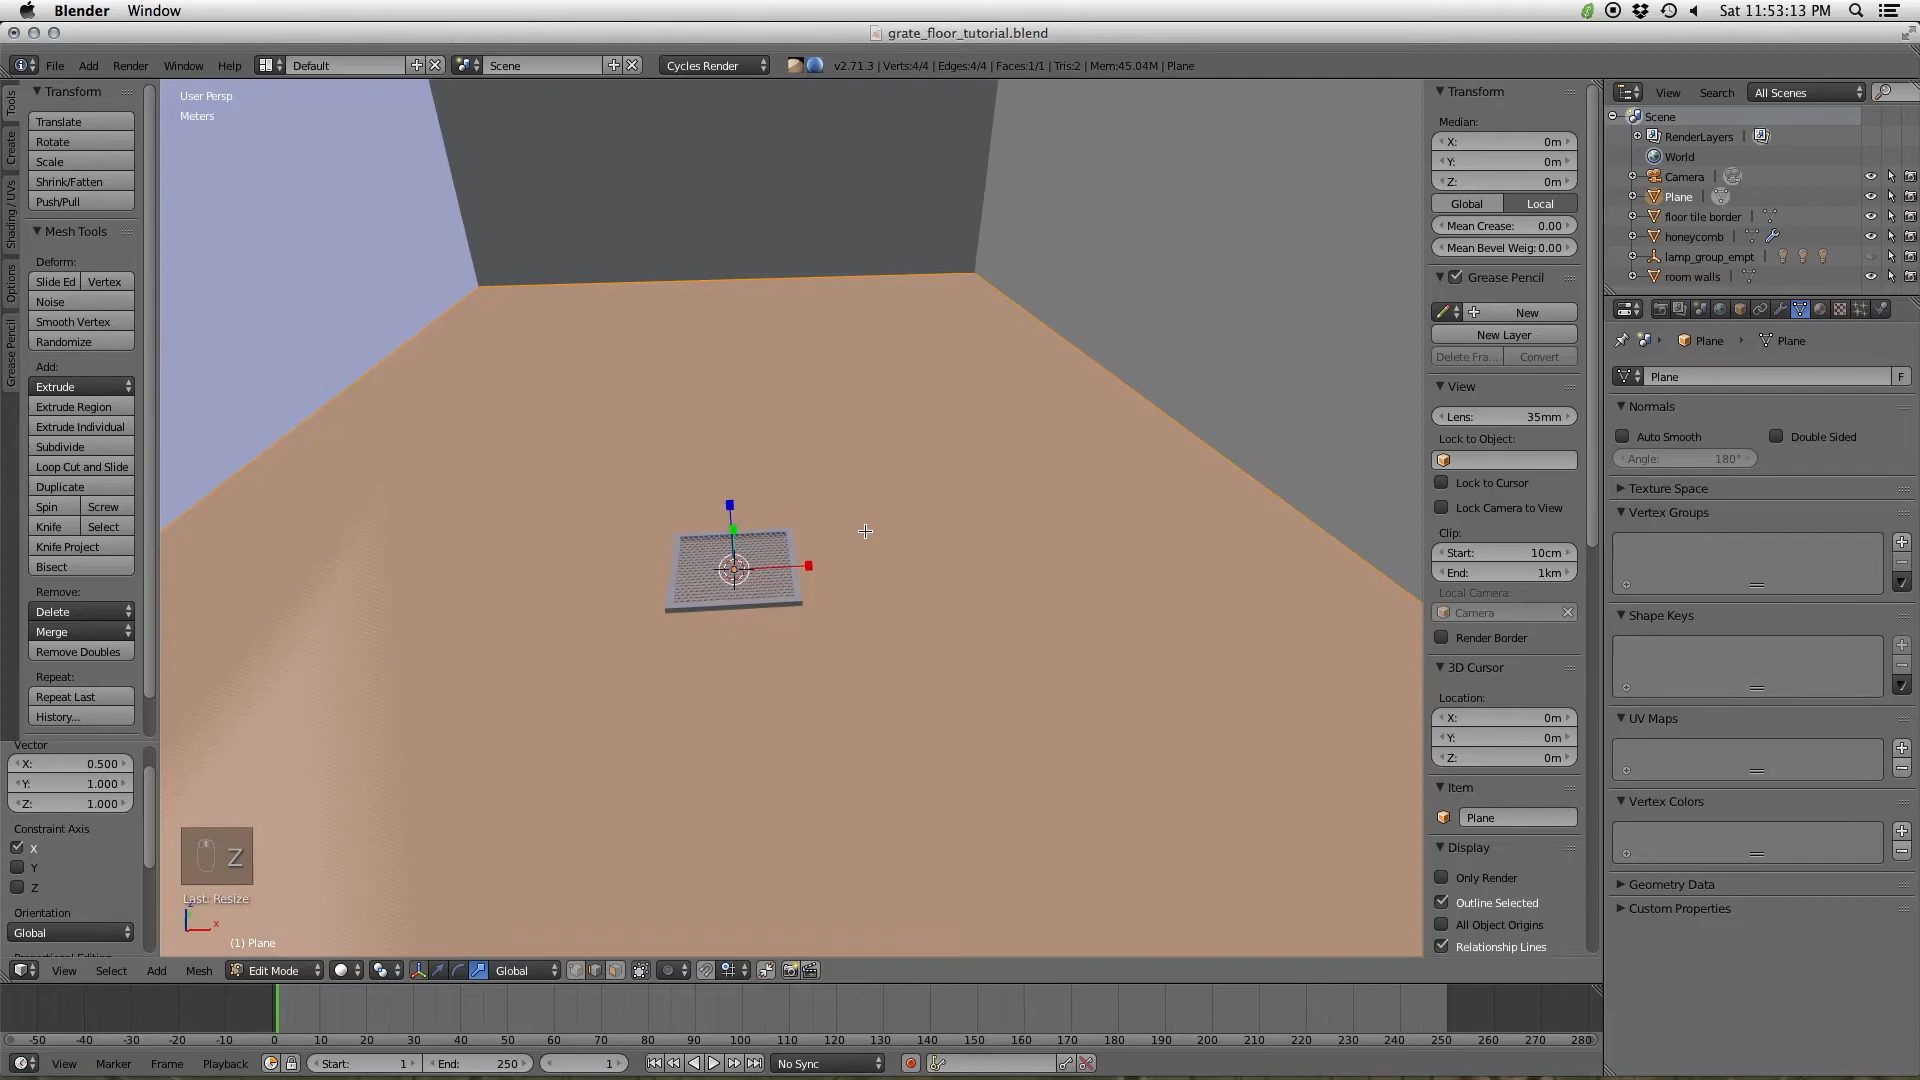 Blender Window
Sat 11:53:13 PM
grate_floor_tutorial.blend
File Add Render Window Help
Default
Scene
Cycles Render
v2.71.3 | Verts:4/4 | Edges:4/4 | Faces:1/1 | Tris:2 | Mem:45.04M | Plane
Tools
Create
Shading / UVs
Options
Grease Pencil
Transform
Translate
Rotate
Scale
Shrink/Fatten
Push/Pull
Mesh Tools
Deform:
Slide Ed Vertex
Noise
Smooth Vertex
Randomize
Add:
Extrude
Extrude Region
Extrude Individual
Subdivide
Loop Cut and Slide
Duplicate
Spin Screw
Knife Select
Knife Project
Bisect
Remove:
Delete
Merge
Remove Doubles
Repeat:
Repeat Last
History...
Vector
X: 0.500
Y: 1.000
Z: 1.000
Constraint Axis
X
Y
Z
Orientation
Global
User Persp
Meters
Z
Last: Resize
x
(1) Plane
Transform
Median:
X: 0m
Y: 0m
Z: 0m
Global Local
Mean Crease: 0.00
Mean Bevel Weig: 0.00
Grease Pencil
New
New Layer
Delete Fra... Convert
View
Lens: 35mm
Lock to Object:
Lock to Cursor
Lock Camera to View
Clip:
Start: 10cm
End: 1km
Local Camera:
Camera
Render Border
3D Cursor
Location:
X: 0m
Y: 0m
Z: 0m
Item
Plane
Display
Only Render
Outline Selected
All Object Origins
Relationship Lines
View Search All Scenes
Scene
RenderLayers
World
Camera
Plane
floor tile border
honeycomb
lamp_group_empt
room walls
Plane Plane
Plane F
Normals
Auto Smooth Double Sided
Angle: 180°
Texture Space
Vertex Groups
Shape Keys
UV Maps
Vertex Colors
Geometry Data
Custom Properties
View Select Add Mesh Edit Mode Global
-50 -40 -30 -20 -10 0 10 20 30 40 50 60 70 80 90 100 110 120 130 140 150 160 170 180 190 200 210 220 230 240 250 260 270 280
View Marker Frame Playback Start: 1 End: 250 1 No Sync